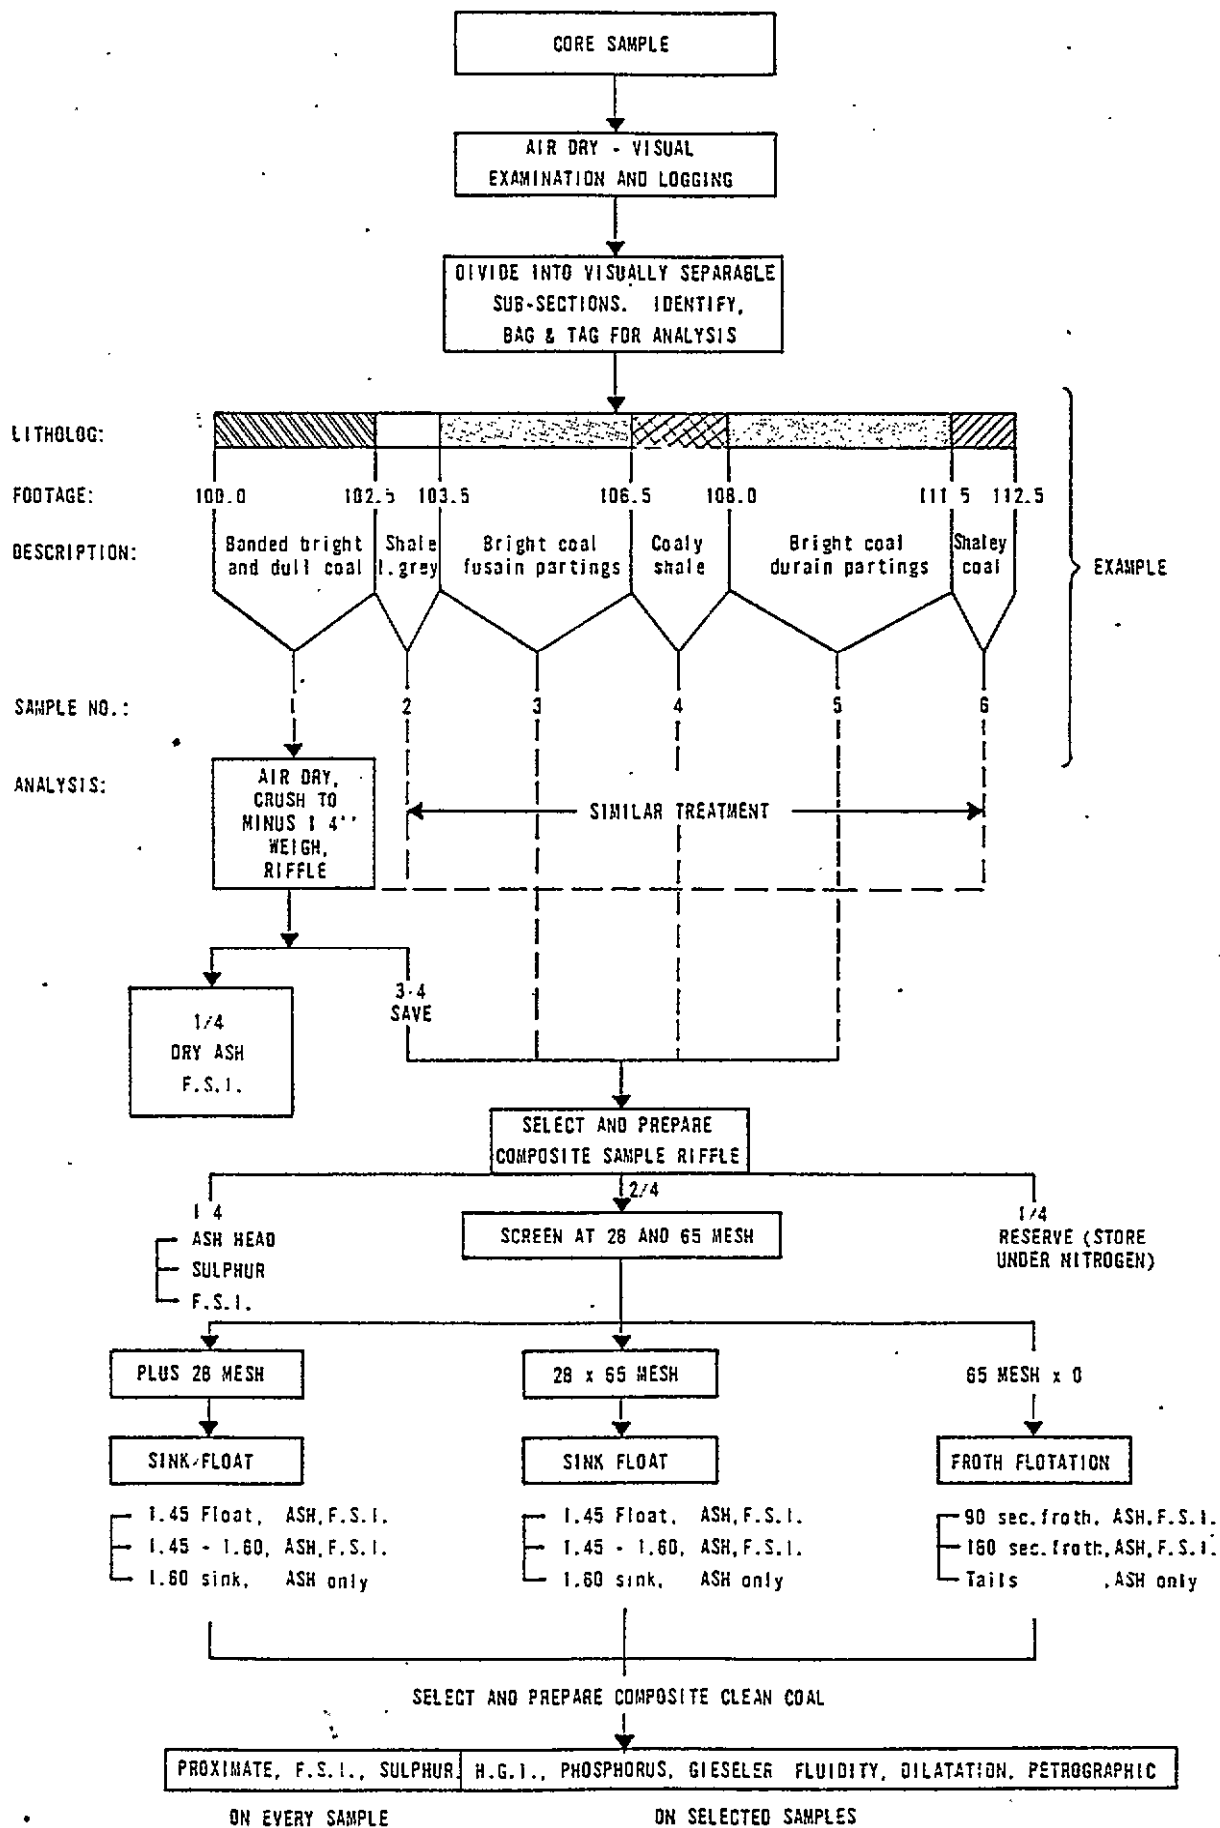 CORE SAMPLE
AIR DRY - VISUAL
EXAMINATION AND LOGGING
DIVIDE INTO VISUALLY SEPARABLE
SUB-SECTIONS. IDENTIFY,
BAG & TAG FOR ANALYSIS
LITHOLOG:
FOOTAGE: 100.0 102.5 103.5 106.5 108.0 111.5 112.5
DESCRIPTION:
Banded bright
and dull coal
Shale
l.grey
Bright coal
fusain partings
Coaly
shale
Bright coal
durain partings
Shaley
coal
EXAMPLE
SAMPLE NO.: 1 2 3 4 5 6
ANALYSIS:
AIR DRY,
CRUSH TO
MINUS 1 4''
WEIGH,
RIFFLE
SIMILAR TREATMENT
1/4
DRY ASH
F.S.I.
3-4
SAVE
SELECT AND PREPARE
COMPOSITE SAMPLE RIFFLE
1-4
ASH HEAD
SULPHUR
F.S.I.
2/4
SCREEN AT 28 AND 65 MESH
1/4
RESERVE (STORE
UNDER NITROGEN)
PLUS 28 MESH
28 x 65 MESH
65 MESH x 0
SINK/FLOAT
SINK FLOAT
FROTH FLOTATION
1.45 Float, ASH,F.S.I.
1.45 - 1.60, ASH,F.S.I.
1.60 sink, ASH only
1.45 Float, ASH,F.S.I.
1.45 - 1.60, ASH,F.S.I.
1.60 sink, ASH only
90 sec.froth, ASH,F.S.I.
180 sec.froth,ASH,F.S.I.
Tails ,ASH only
SELECT AND PREPARE COMPOSITE CLEAN COAL
PROXIMATE, F.S.I., SULPHUR H.G.I., PHOSPHORUS, GIESELER FLUIDITY, DILATATION, PETROGRAPHIC
ON EVERY SAMPLE ON SELECTED SAMPLES